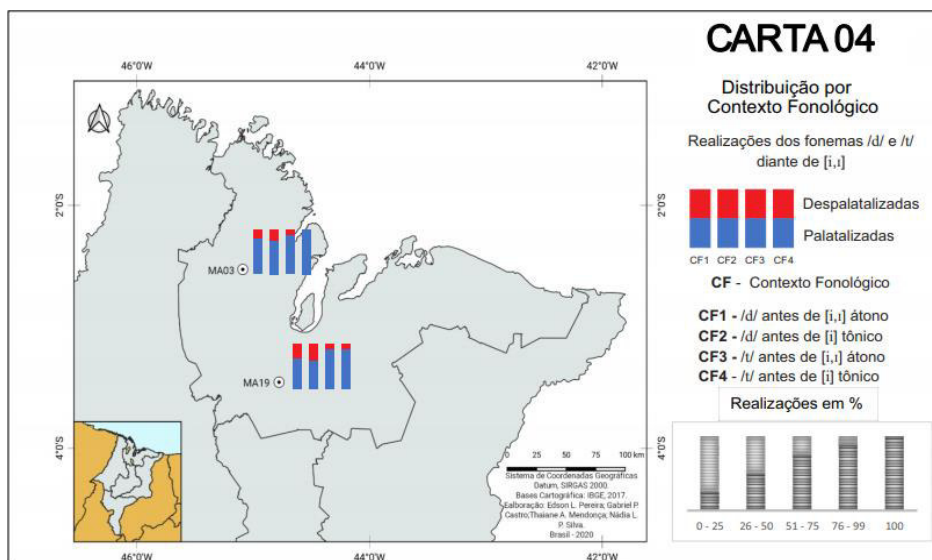 CARTA 04
46°0'W 44°0'W 42°0'W
Distribuição por
Contexto Fonológico
Realizações dos fonemas /d/ e /t/
diante de [i,ɪ]
2°0'S
2°0'S
Despalatalizadas
Palatalizadas
CF1 CF2 CF3 CF4
MA03
CF - Contexto Fonológico
CF1 - /d/ antes de [i,ɪ] átono
CF2 - /d/ antes de [i] tônico
CF3 - /t/ antes de [i,ɪ] átono
CF4 - /t/ antes de [i] tônico
MA19
Realizações em %
0 - 25 26 - 50 51 - 75 76 - 99 100
4°0'S
4°0'S
0 25 50 75 100 km
Sistema de Coordenadas Geográficas
Datum, SIRGAS 2000.
Bases Cartográfica: IBGE, 2017.
Ealboração: Edson L. Pereira; Gabriel P.
Castro;Thaiane A. Mendonça; Nádia L.
P. Silva.
Brasil - 2020
46°0'W 44°0'W 42°0'W